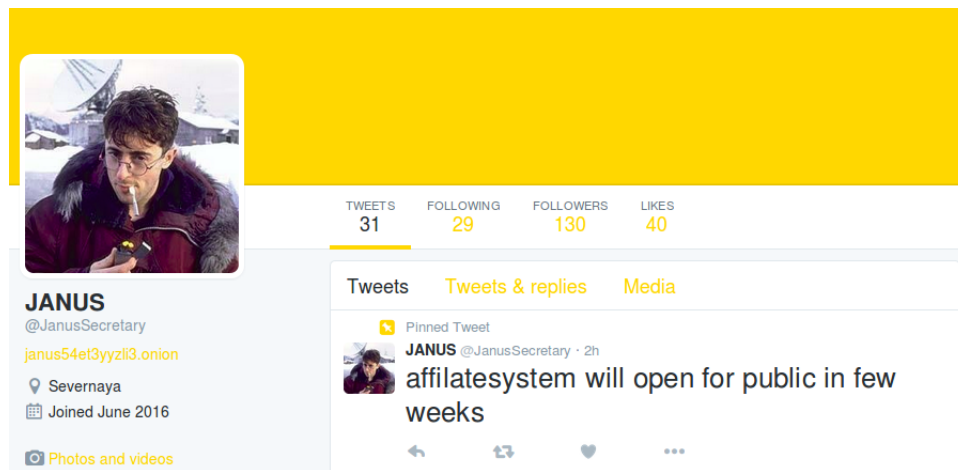 TWEETS FOLLOWING FOLLOWERS LIKES
31 29 130 40
Tweets Tweets & replies Media
JANUS
@JanusSecretary
janus54et3yyzli3.onion
Severnaya
Joined June 2016
Photos and videos
Pinned Tweet
JANUS @JanusSecretary · 2h
affilatesystem will open for public in few
weeks